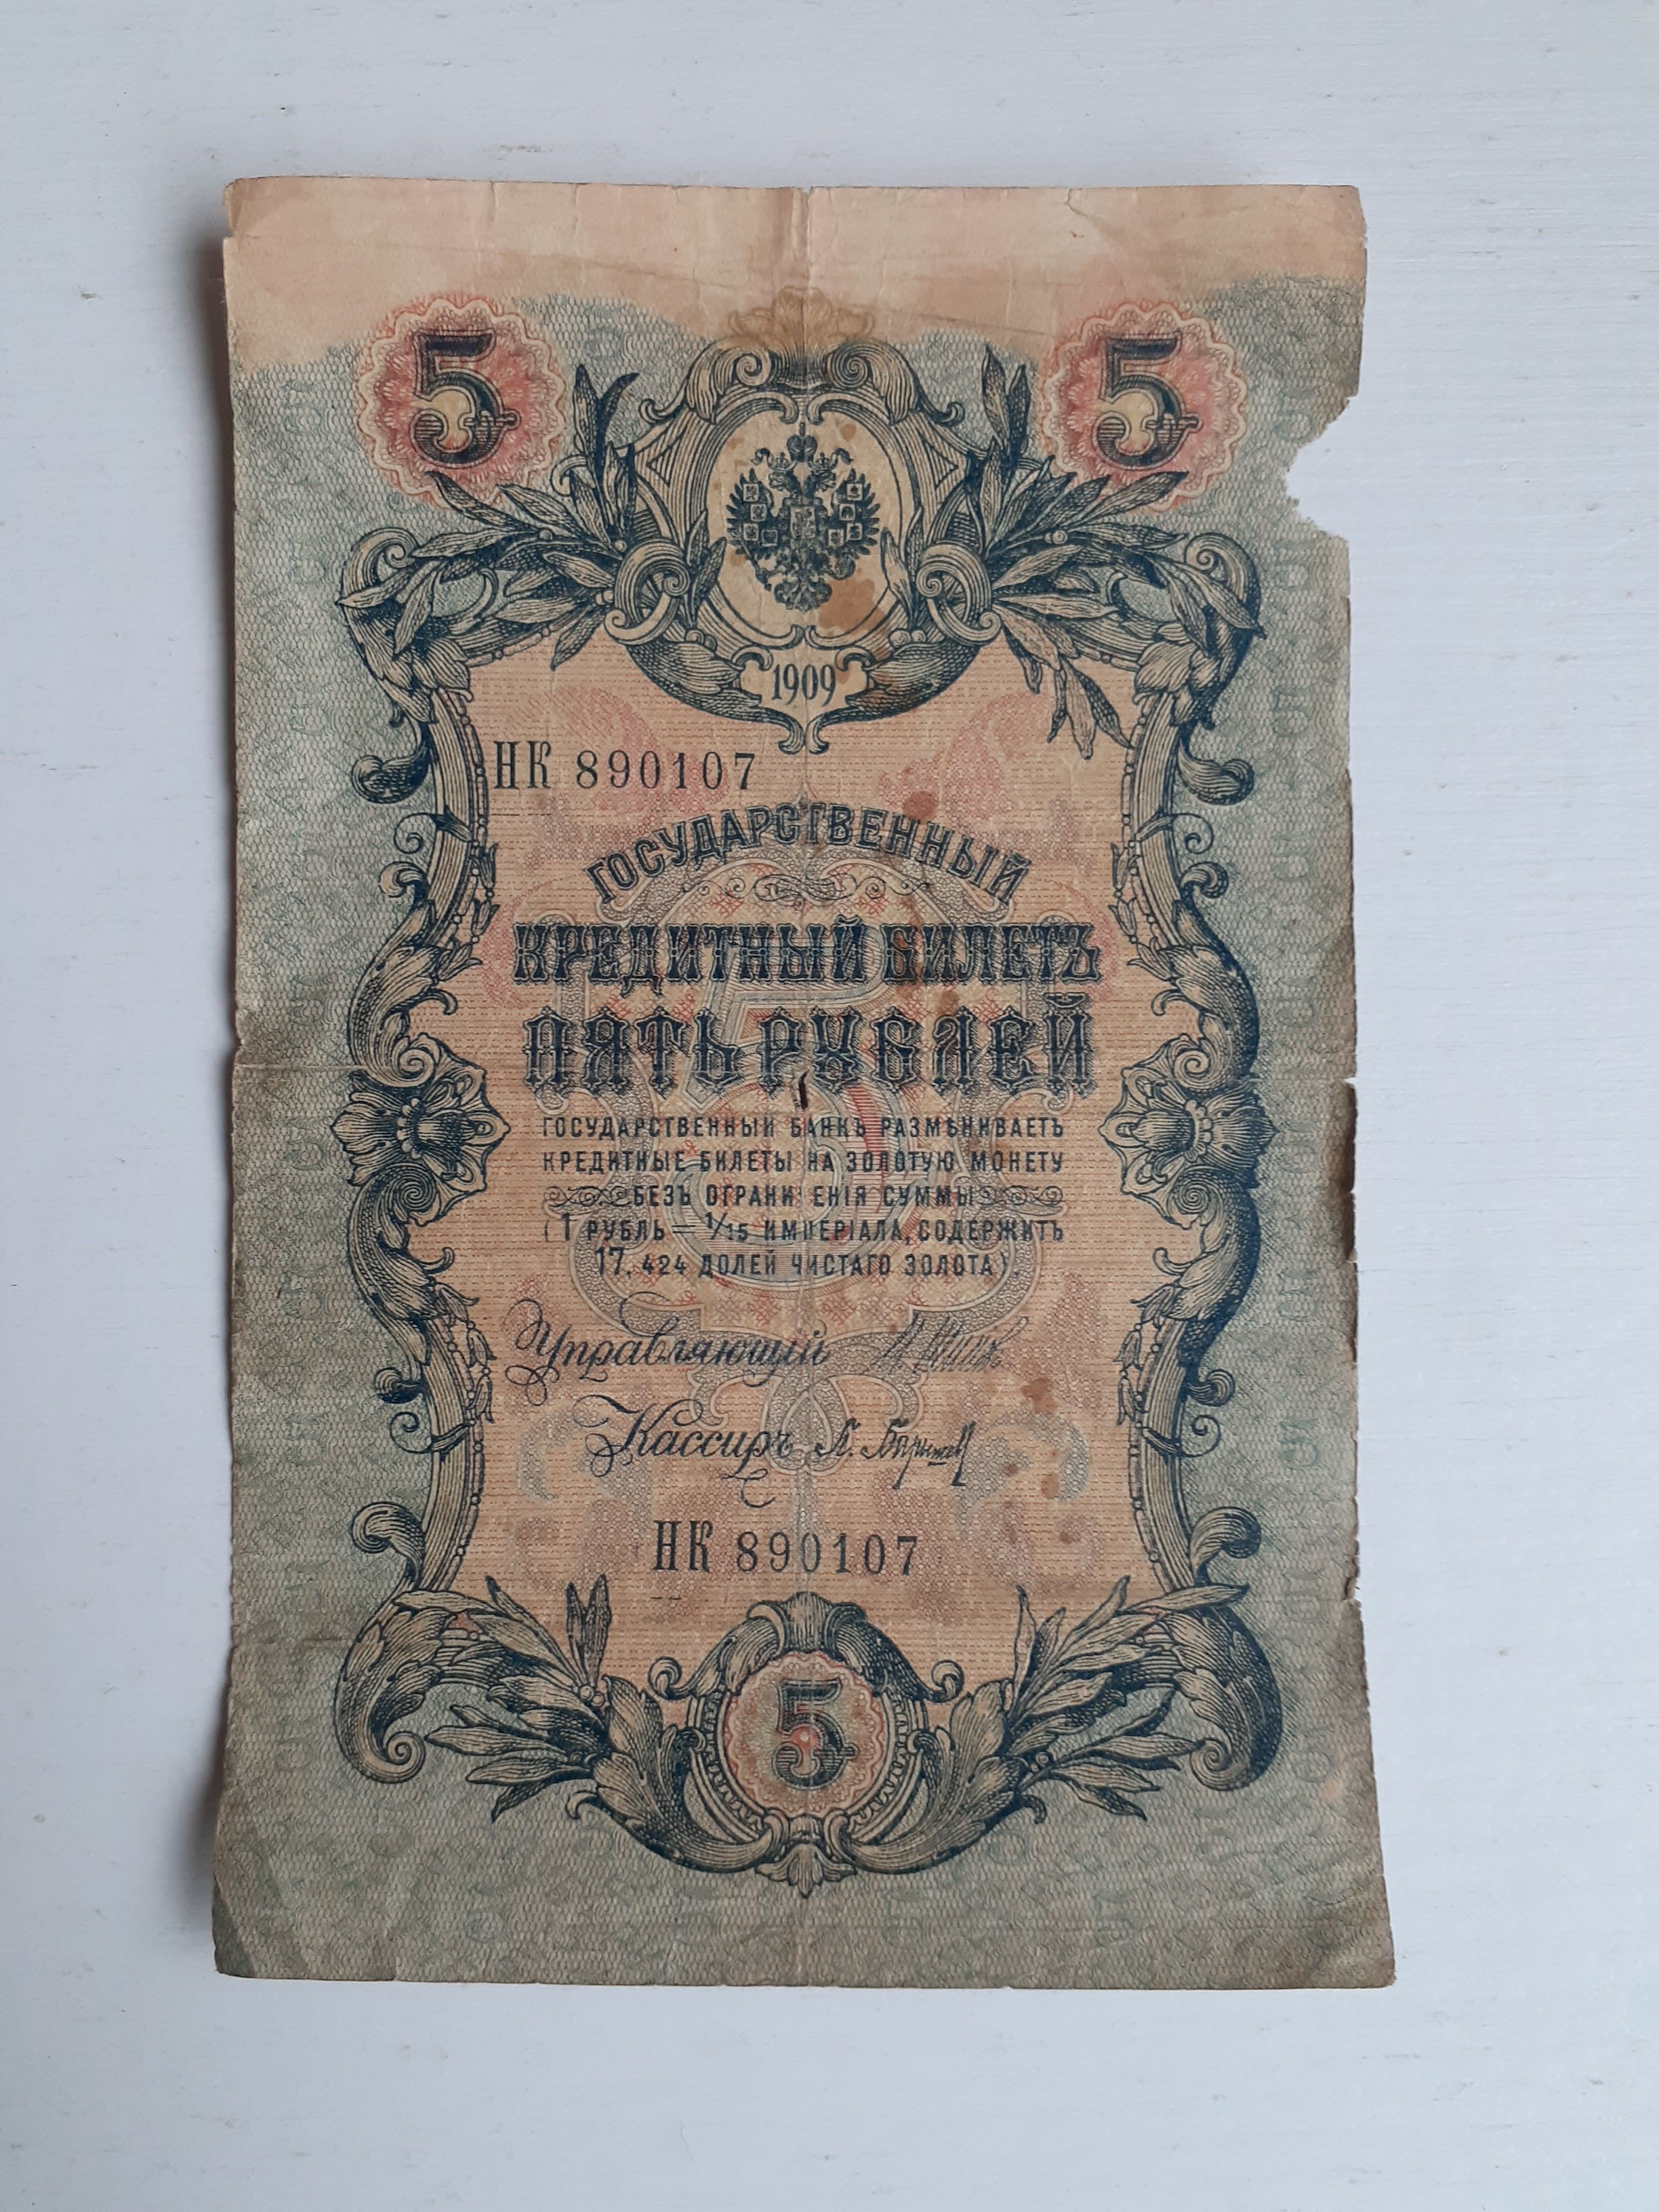 5 5
1909
НК 890107
ГОСУДАРСТВЕННЫЙ
КРЕДИТНЫЙ БИЛЕТЪ
ПЯТЬ РУБЛЕЙ
ГОСУДАРСТВЕННЫЙ БАНКЪ РАЗМѢНИВАЕТЪ
КРЕДИТНЫЕ БИЛЕТЫ НА ЗОЛОТУЮ МОНЕТУ
БЕЗЪ ОГРАНИЧЕНІЯ СУММЫ
(1 РУБЛЬ = 1/15 ИМПЕРІАЛА, СОДЕРЖИТЪ
17,424 ДОЛЕЙ ЧИСТАГО ЗОЛОТА).
Управляющій
Кассиръ
НК 890107
5